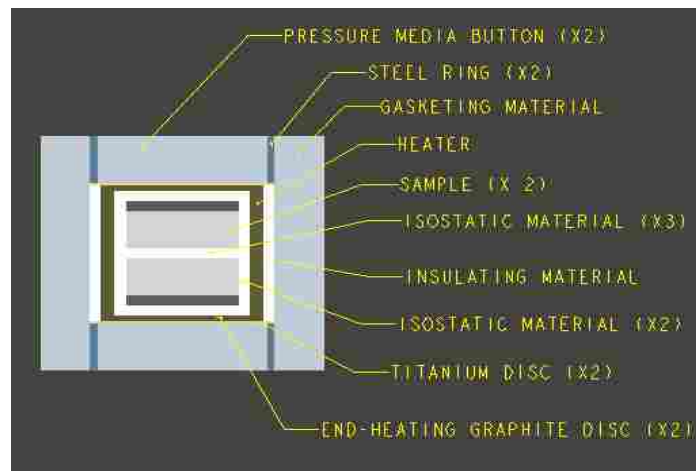 PRESSURE MEDIA BUTTON (X2)
STEEL RING (X2)
GASKETING MATERIAL
HEATER
SAMPLE (X 2)
ISOSTATIC MATERIAL (X3)
INSULATING MATERIAL
ISOSTATIC MATERIAL (X2)
TITANIUM DISC (X2)
END-HEATING GRAPHITE DISC (X2)